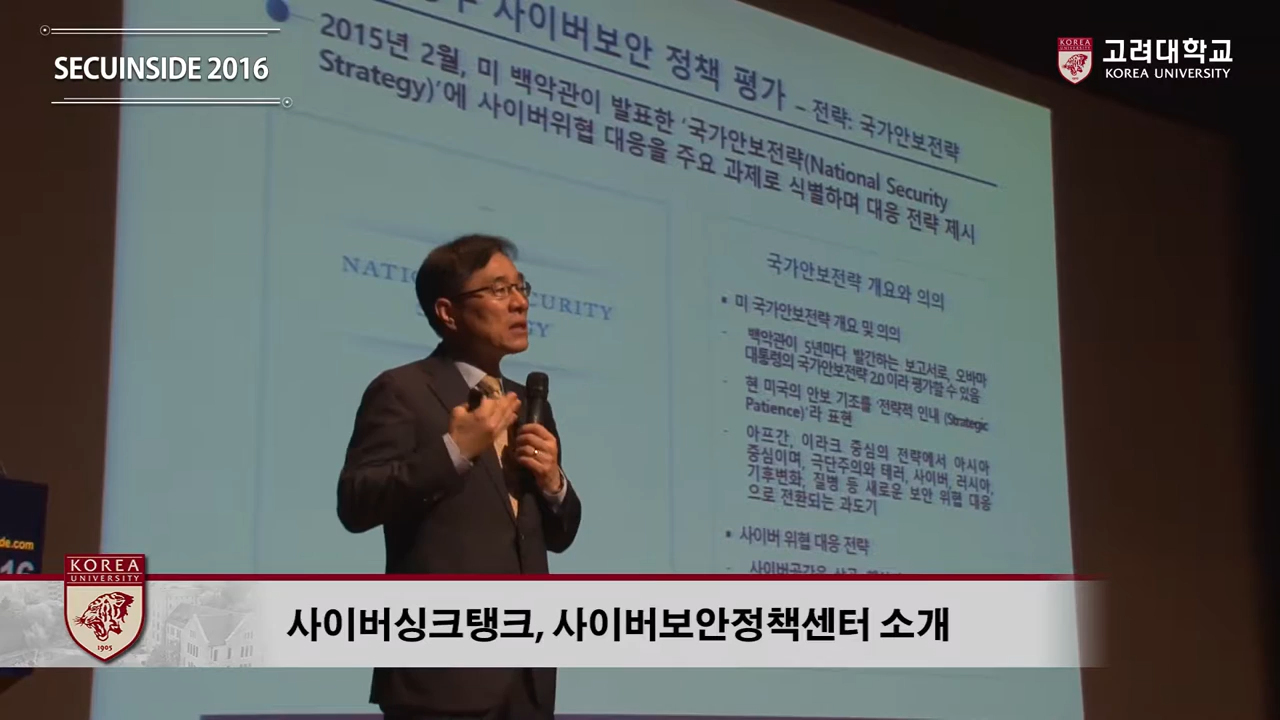 SECUINSIDE 2016
KOREA
UNIVERSITY
고려대학교
KOREA UNIVERSITY
사이버보안 정책 평가 – 전략: 국가안보전략
2015년 2월, 미 백악관이 발표한 '국가안보전략(National Security
Strategy)'에 사이버위협 대응을 주요 과제로 식별하며 대응 전략 제시
SECURITY
국가안보전략 개요와 의의
▪ 미 국가안보전략 개요 및 의의
- 백악관이 5년마다 발간하는 보고서로, 오바마
대통령의 국가안보전략 2.0 이라 평가할 수 있음
- 현 미국의 안보 기조를 '전략적 인내 (Strategic
Patience)'라 표현
- 아프간, 이라크 중심의 전략에서 아시아
중심이며, 극단주의와 테러, 사이버, 러시아,
기후변화, 질병 등 새로운 보안 위협 대응
으로 전환되는 과도기
▪ 사이버 위협 대응 전략
- 사이버공간은
de.com
KOREA
UNIVERSITY
1905
사이버싱크탱크, 사이버보안정책센터 소개